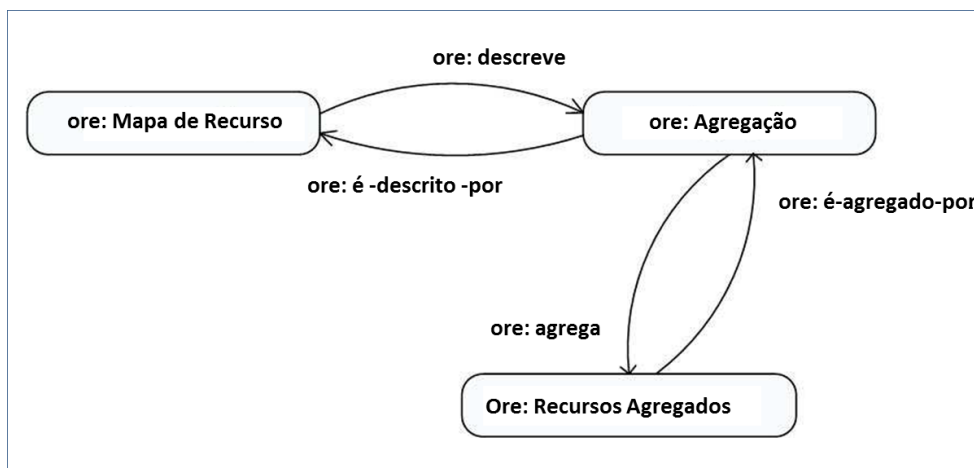 ore: descreve
ore: Mapa de Recurso
ore: Agregação
ore: é -descrito -por
ore: é-agregado-por
ore: agrega
Ore: Recursos Agregados